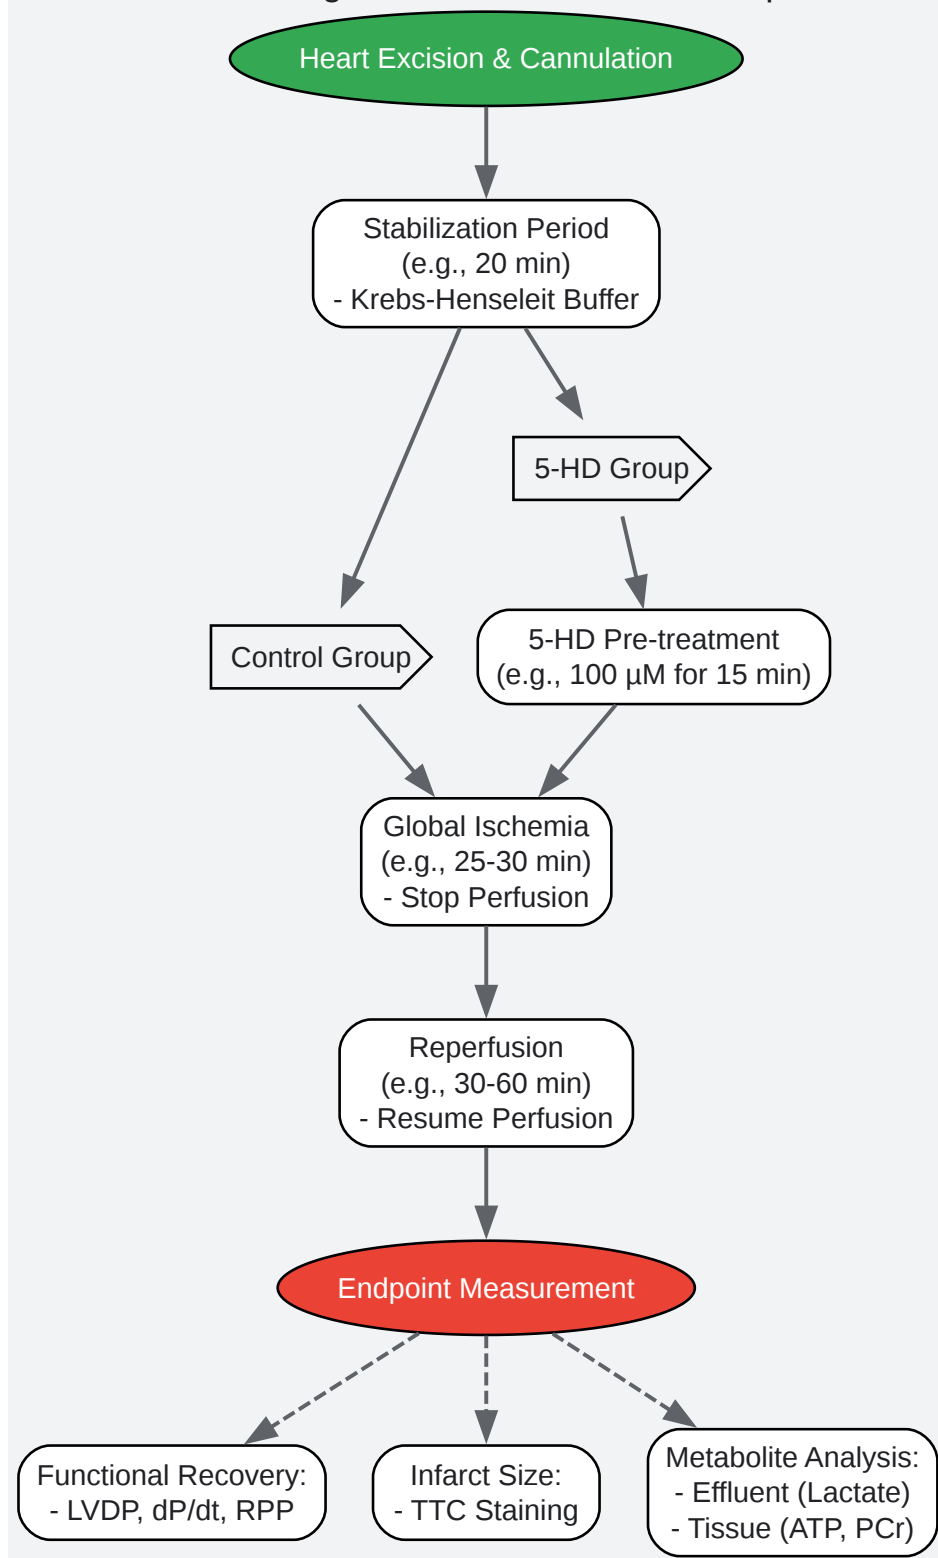 Heart Excision & Cannulation
Stabilization Period
(e.g., 20 min)
- Krebs-Henseleit Buffer
5-HD Group
Control Group
5-HD Pre-treatment
(e.g., 100 µM for 15 min)
Global Ischemia
(e.g., 25-30 min)
- Stop Perfusion
Reperfusion
(e.g., 30-60 min)
- Resume Perfusion
Endpoint Measurement
Functional Recovery:
- LVDP, dP/dt, RPP
Infarct Size:
- TTC Staining
Metabolite Analysis:
- Effluent (Lactate)
- Tissue (ATP, PCr)